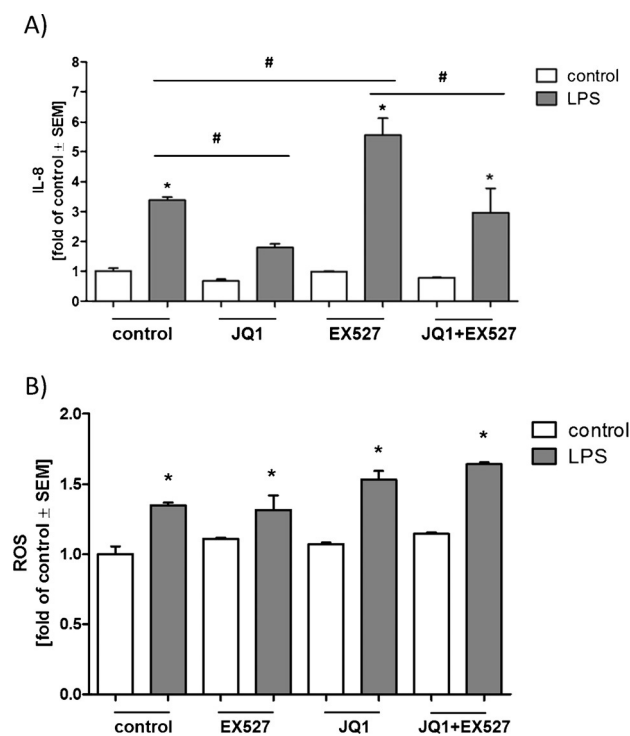 A)
IL-8
[fold of control ± SEM]
8
7
6
5
4
3
2
1
0
#
#
#
*
*
*
control
LPS
control JQ1 EX527 JQ1+EX527
B)
ROS
[fold of control ± SEM]
2.0
1.5
1.0
0.5
0.0
*
*
*
*
control
LPS
control EX527 JQ1 JQ1+EX527